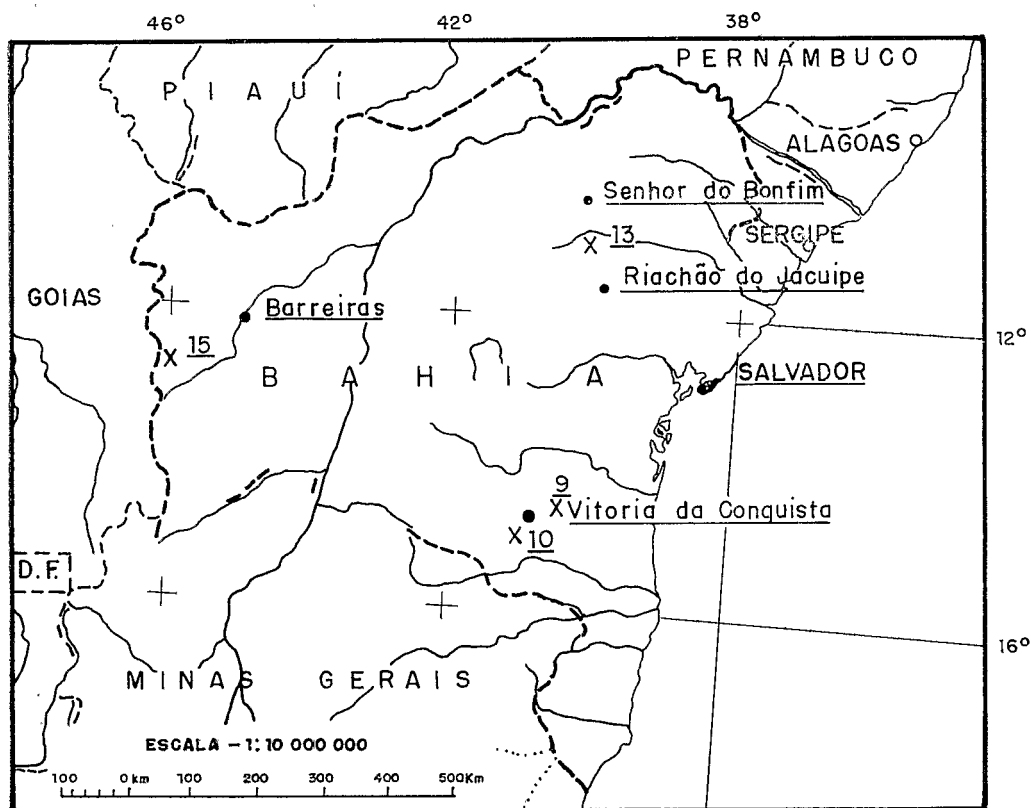 46° 42° 38°
PERNAMBUCO
PIAUÍ
ALAGOAS
Senhor do Bonfim
SERGIPE
X 13
Riachão do Jacuipe
GOIAS
Barreiras
12°
X 15
BAHIA
SALVADOR
9
X Vitoria da Conquista
X 10
D.F.
16°
MINAS GERAIS
ESCALA - 1:10 000 000
100 0 km 100 200 300 400 500Km